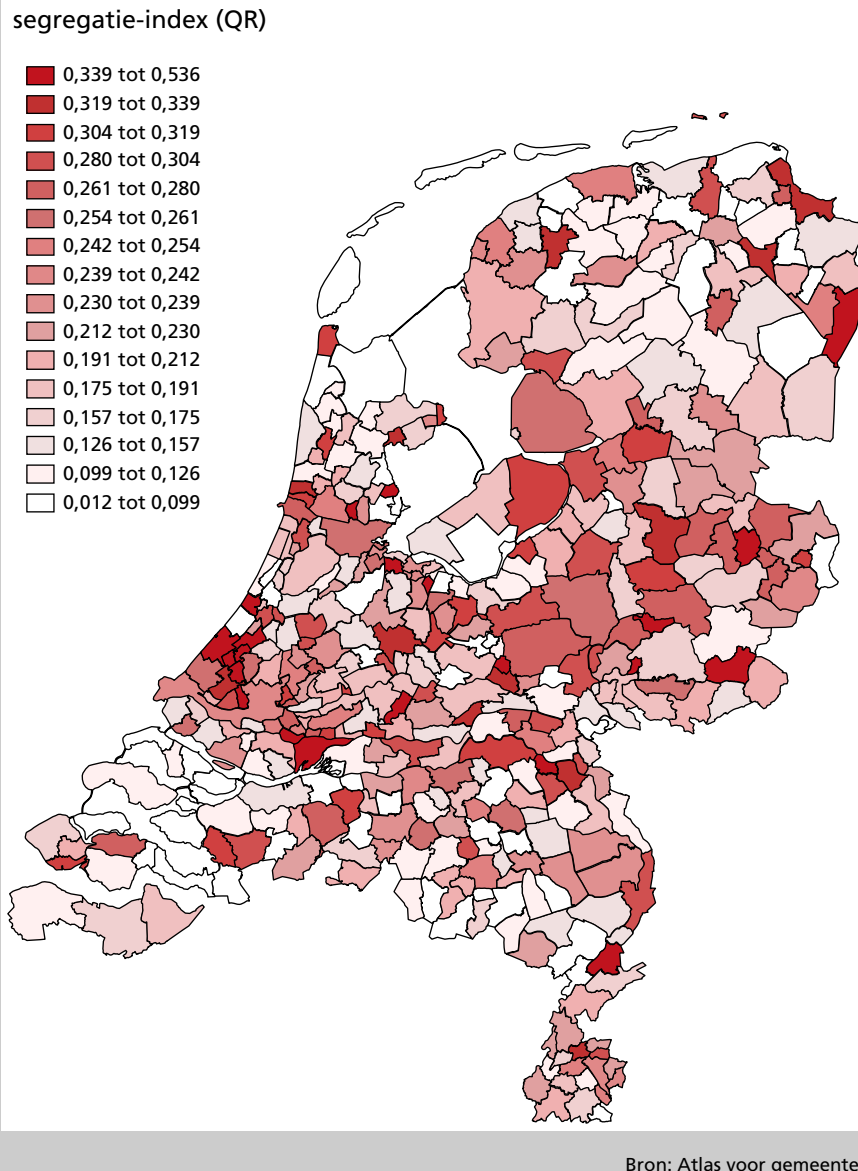 segregatie-index (QR)
0,339 tot 0,536
0,319 tot 0,339
0,304 tot 0,319
0,280 tot 0,304
0,261 tot 0,280
0,254 tot 0,261
0,242 tot 0,254
0,239 tot 0,242
0,230 tot 0,239
0,212 tot 0,230
0,191 tot 0,212
0,175 tot 0,191
0,157 tot 0,175
0,126 tot 0,157
0,099 tot 0,126
0,012 tot 0,099
Bron: Atlas voor gemeente